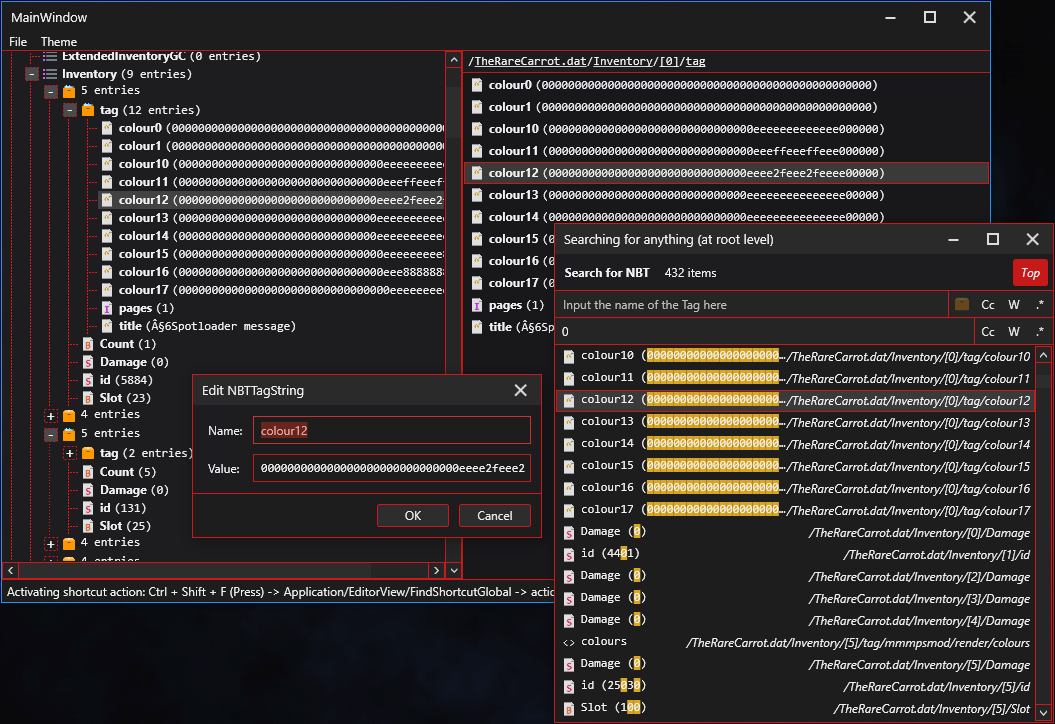 MainWindow
File Theme
ExtendedInventoryGC (0 entries)
Inventory (9 entries)
5 entries
tag (12 entries)
colour0 (00000000000000000000000000000000000000000
colour1 (00000000000000000000000000000000000000000
colour10 (0000000000000000000000000000000eeeeeeeee
colour11 (0000000000000000000000000000000eeeffeeeff
colour12 (0000000000000000000000000000000eeee2feee2
colour13 (0000000000000000000000000000000eeeeeeeee
colour14 (0000000000000000000000000000000eeeeeeeee
colour15 (0000000000000000000000000000000eeeeeeee8
colour16 (0000000000000000000000000000000eee8888888
colour17 (0000000000000000000000000000000eeeeeeeee
pages (1)
title (Â§6Spotloader message)
Count (1)
Damage (0)
id (5884)
Slot (23)
4 entries
5 entries
tag (2 entries)
Count (5)
Damage (0)
id (131)
Slot (25)
4 entries
4 entries
/TheRareCarrot.dat/Inventory/[0]/tag
colour0 (000000000000000000000000000000000000000000000000)
colour1 (000000000000000000000000000000000000000000000000)
colour10 (0000000000000000000000000000000eeeeeeeeeeeee000000)
colour11 (0000000000000000000000000000000eeeffeeeffeee000000)
colour12 (0000000000000000000000000000000eeee2feee2feeee00000)
colour13 (0000000000000000000000000000000eeeeeeeeeeeeee00000)
colour14 (0000000000000000000000000000000eeeeeeeeeeeeee00000)
colour15 (0
colour16 (0
colour17 (0
pages (1)
title (Â§6Sp
Activating shortcut action: Ctrl + Shift + F (Press) -> Application/EditorView/FindShortcutGlobal -> actio
Edit NBTTagString
Name: colour12
Value: 0000000000000000000000000000000eeee2feee2
OK Cancel
Searching for anything (at root level)
Search for NBT 432 items Top
Input the name of the Tag here Cc W .*
0 Cc W .*
colour10 (00000000000000000000… /TheRareCarrot.dat/Inventory/[0]/tag/colour10
colour11 (00000000000000000000… /TheRareCarrot.dat/Inventory/[0]/tag/colour11
colour12 (00000000000000000000… /TheRareCarrot.dat/Inventory/[0]/tag/colour12
colour13 (00000000000000000000… /TheRareCarrot.dat/Inventory/[0]/tag/colour13
colour14 (00000000000000000000… /TheRareCarrot.dat/Inventory/[0]/tag/colour14
colour15 (00000000000000000000… /TheRareCarrot.dat/Inventory/[0]/tag/colour15
colour16 (00000000000000000000… /TheRareCarrot.dat/Inventory/[0]/tag/colour16
colour17 (00000000000000000000… /TheRareCarrot.dat/Inventory/[0]/tag/colour17
Damage (0) /TheRareCarrot.dat/Inventory/[0]/Damage
id (4401) /TheRareCarrot.dat/Inventory/[1]/id
Damage (0) /TheRareCarrot.dat/Inventory/[2]/Damage
Damage (0) /TheRareCarrot.dat/Inventory/[3]/Damage
Damage (0) /TheRareCarrot.dat/Inventory/[4]/Damage
<> colours /TheRareCarrot.dat/Inventory/[5]/tag/mmmpsmod/render/colours
Damage (0) /TheRareCarrot.dat/Inventory/[5]/Damage
id (25030) /TheRareCarrot.dat/Inventory/[5]/id
Slot (100) /TheRareCarrot.dat/Inventory/[5]/Slot